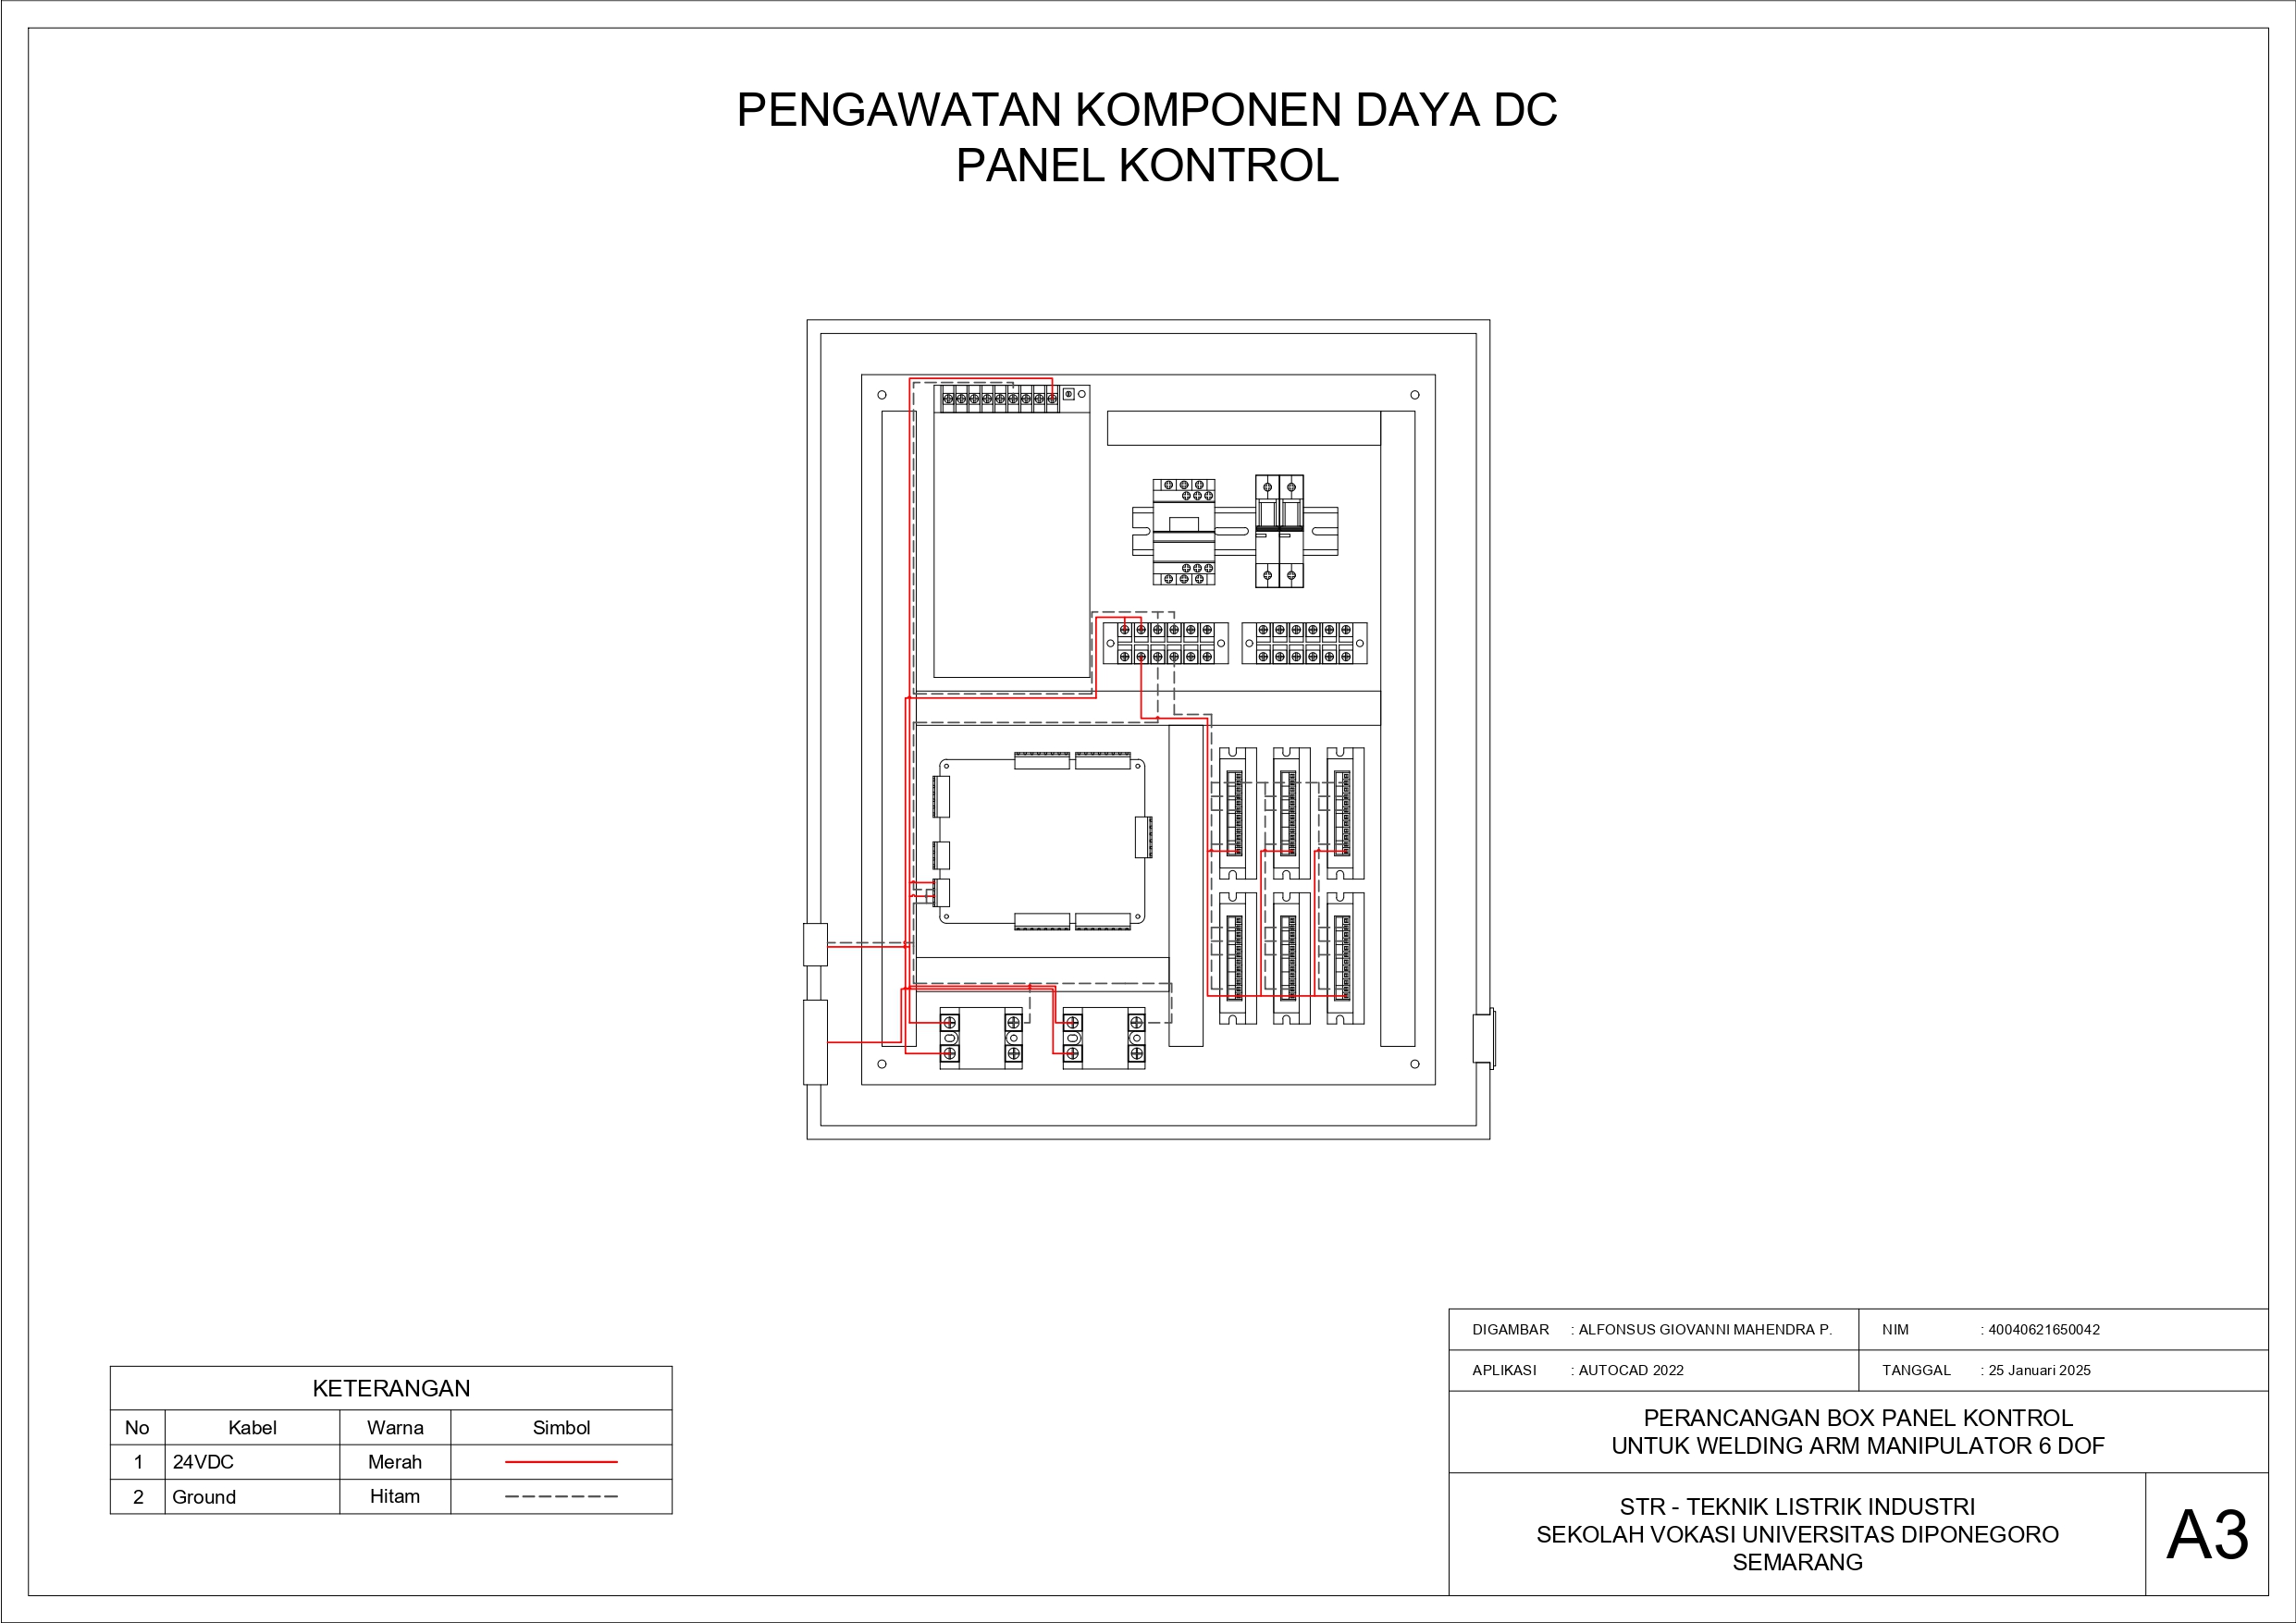 PENGAWATAN KOMPONEN DAYA DC
PANEL KONTROL
KETERANGAN
No Kabel Warna Simbol
1 24VDC Merah
2 Ground Hitam
DIGAMBAR : ALFONSUS GIOVANNI MAHENDRA P. NIM : 40040621650042
APLIKASI : AUTOCAD 2022 TANGGAL : 25 Januari 2025
PERANCANGAN BOX PANEL KONTROL
UNTUK WELDING ARM MANIPULATOR 6 DOF
STR - TEKNIK LISTRIK INDUSTRI
SEKOLAH VOKASI UNIVERSITAS DIPONEGORO
SEMARANG
A3